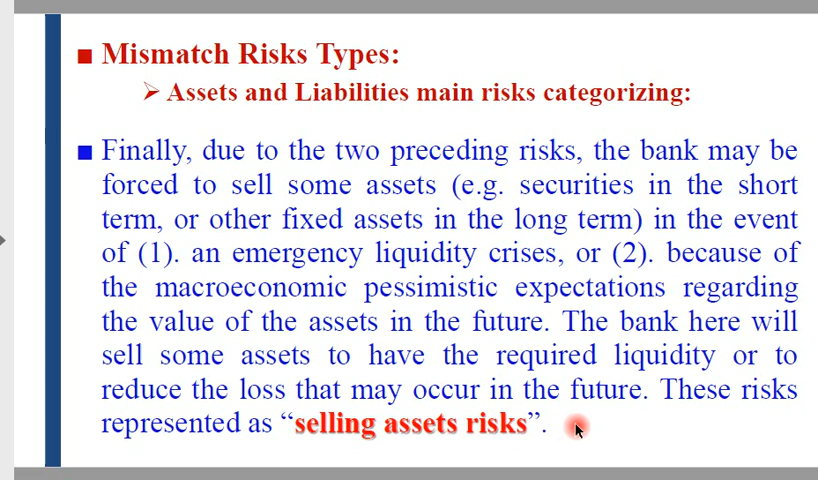 ■ Mismatch Risks Types:
➢ Assets and Liabilities main risks categorizing:
■ Finally, due to the two preceding risks, the bank may be
forced to sell some assets (e.g. securities in the short
term, or other fixed assets in the long term) in the event
of (1). an emergency liquidity crises, or (2). because of
the macroeconomic pessimistic expectations regarding
the value of the assets in the future. The bank here will
sell some assets to have the required liquidity or to
reduce the loss that may occur in the future. These risks
represented as “selling assets risks”.